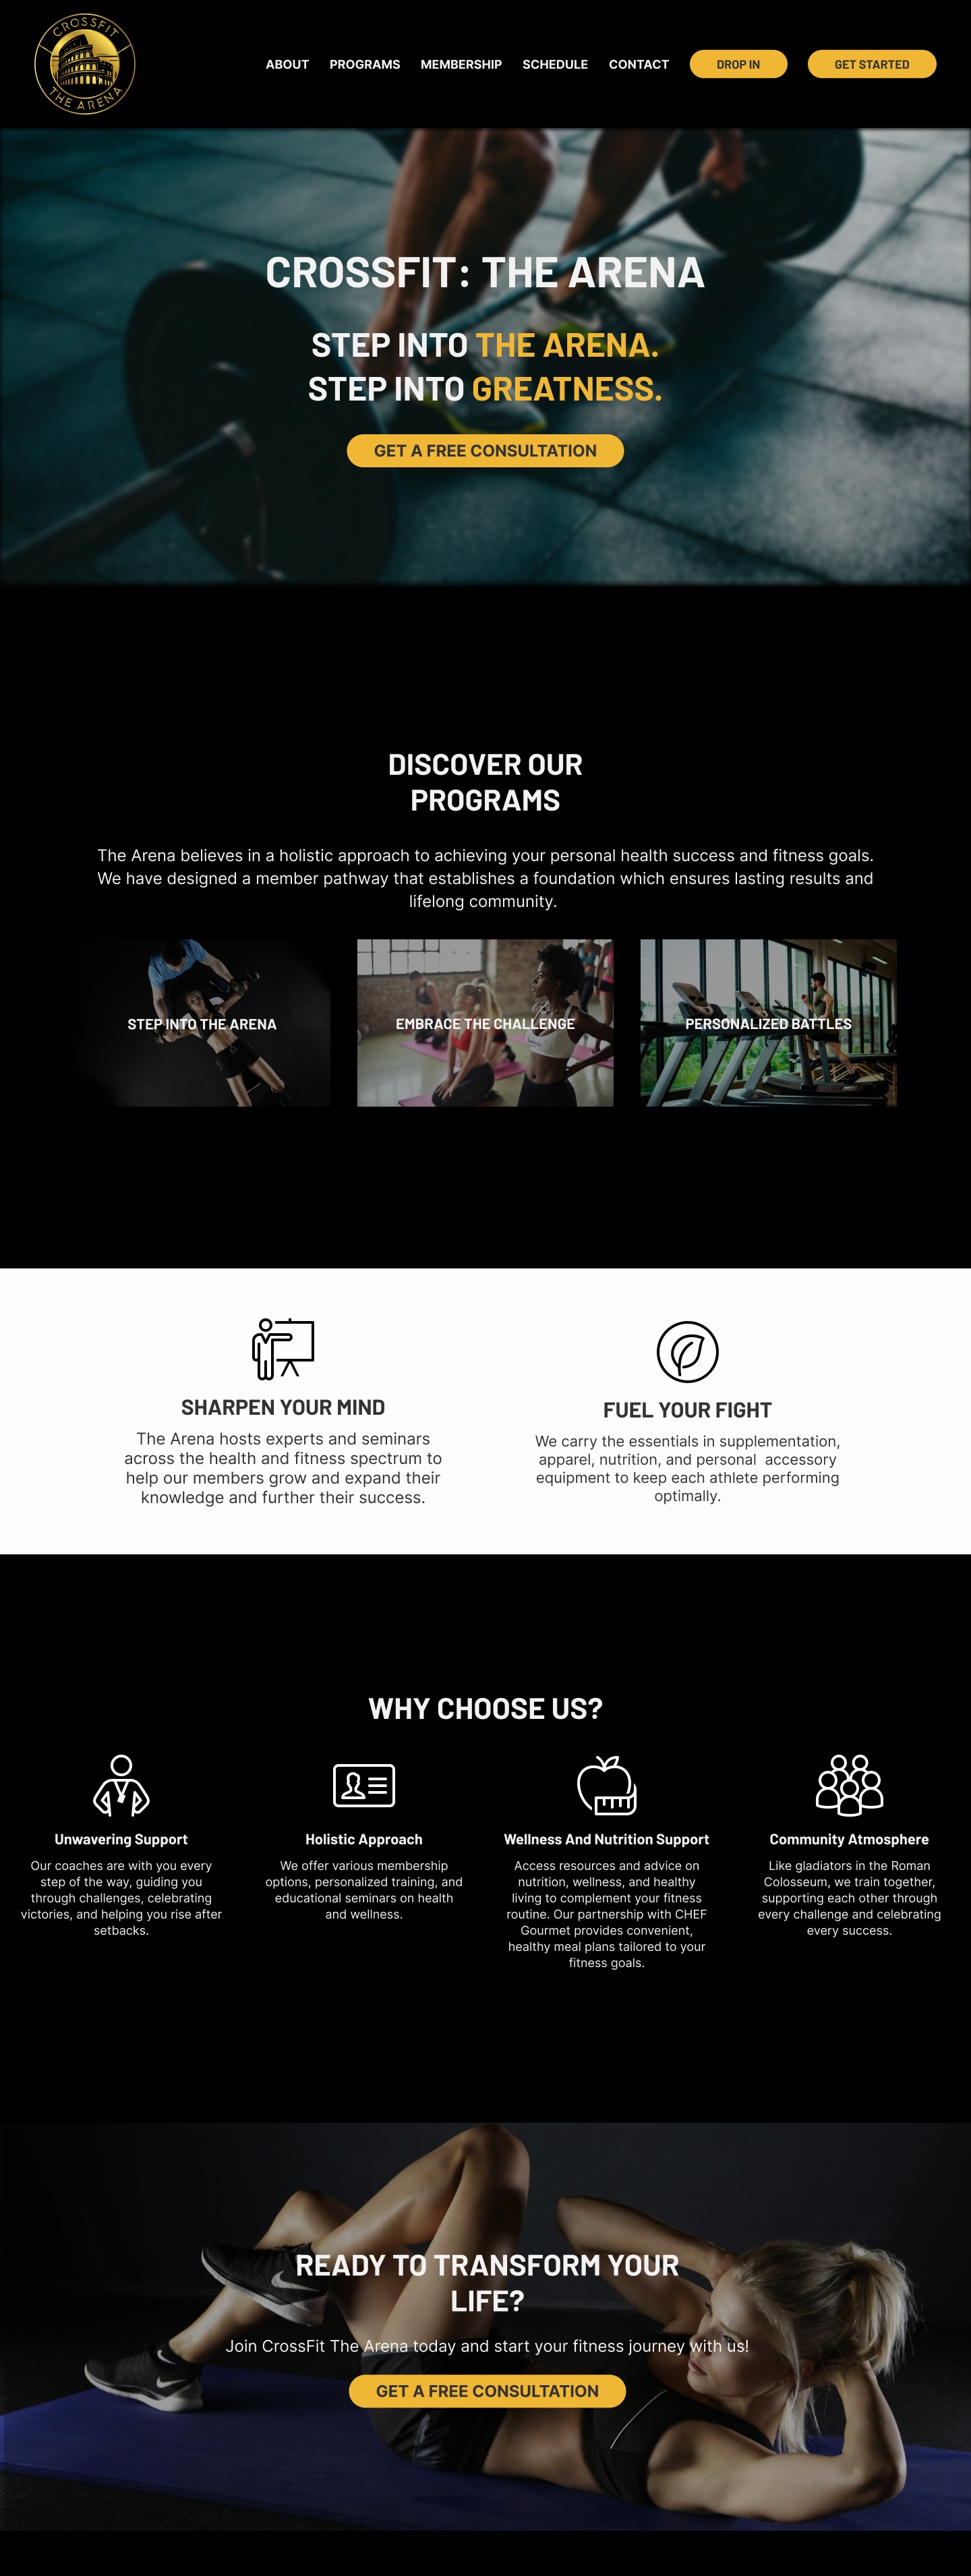 CROSSFIT
THE ARENA
ABOUT PROGRAMS MEMBERSHIP SCHEDULE CONTACT DROP IN GET STARTED
CROSSFIT: THE ARENA
STEP INTO THE ARENA.
STEP INTO GREATNESS.
GET A FREE CONSULTATION
DISCOVER OUR
PROGRAMS
The Arena believes in a holistic approach to achieving your personal health success and fitness goals.
We have designed a member pathway that establishes a foundation which ensures lasting results and
lifelong community.
STEP INTO THE ARENA
EMBRACE THE CHALLENGE
PERSONALIZED BATTLES
SHARPEN YOUR MIND
The Arena hosts experts and seminars
across the health and fitness spectrum to
help our members grow and expand their
knowledge and further their success.
FUEL YOUR FIGHT
We carry the essentials in supplementation,
apparel, nutrition, and personal  accessory
equipment to keep each athlete performing
optimally.
WHY CHOOSE US?
Unwavering Support
Our coaches are with you every
step of the way, guiding you
through challenges, celebrating
victories, and helping you rise after
setbacks.
Holistic Approach
We offer various membership
options, personalized training, and
educational seminars on health
and wellness.
Wellness And Nutrition Support
Access resources and advice on
nutrition, wellness, and healthy
living to complement your fitness
routine. Our partnership with CHEF
Gourmet provides convenient,
healthy meal plans tailored to your
fitness goals.
Community Atmosphere
Like gladiators in the Roman
Colosseum, we train together,
supporting each other through
every challenge and celebrating
every success.
READY TO TRANSFORM YOUR
LIFE?
Join CrossFit The Arena today and start your fitness journey with us!
GET A FREE CONSULTATION